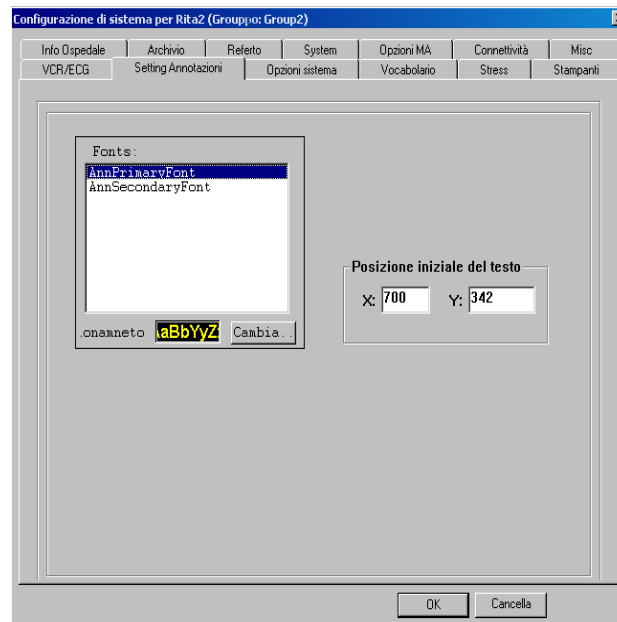 Configurazione di sistema per Rita2 (Grouppo: Group2)
Info Ospedale Archivio Referto System Opzioni MA Connettività Misc
VCR/ECG Setting Annotazioni Opzioni sistema Vocabolario Stress Stampanti
Fonts:
AnnPrimaryFont
AnnSecondaryFont
.onamneto aBbYyZ Cambia..
Posizione iniziale del testo
X: 700 Y: 342
OK Cancella